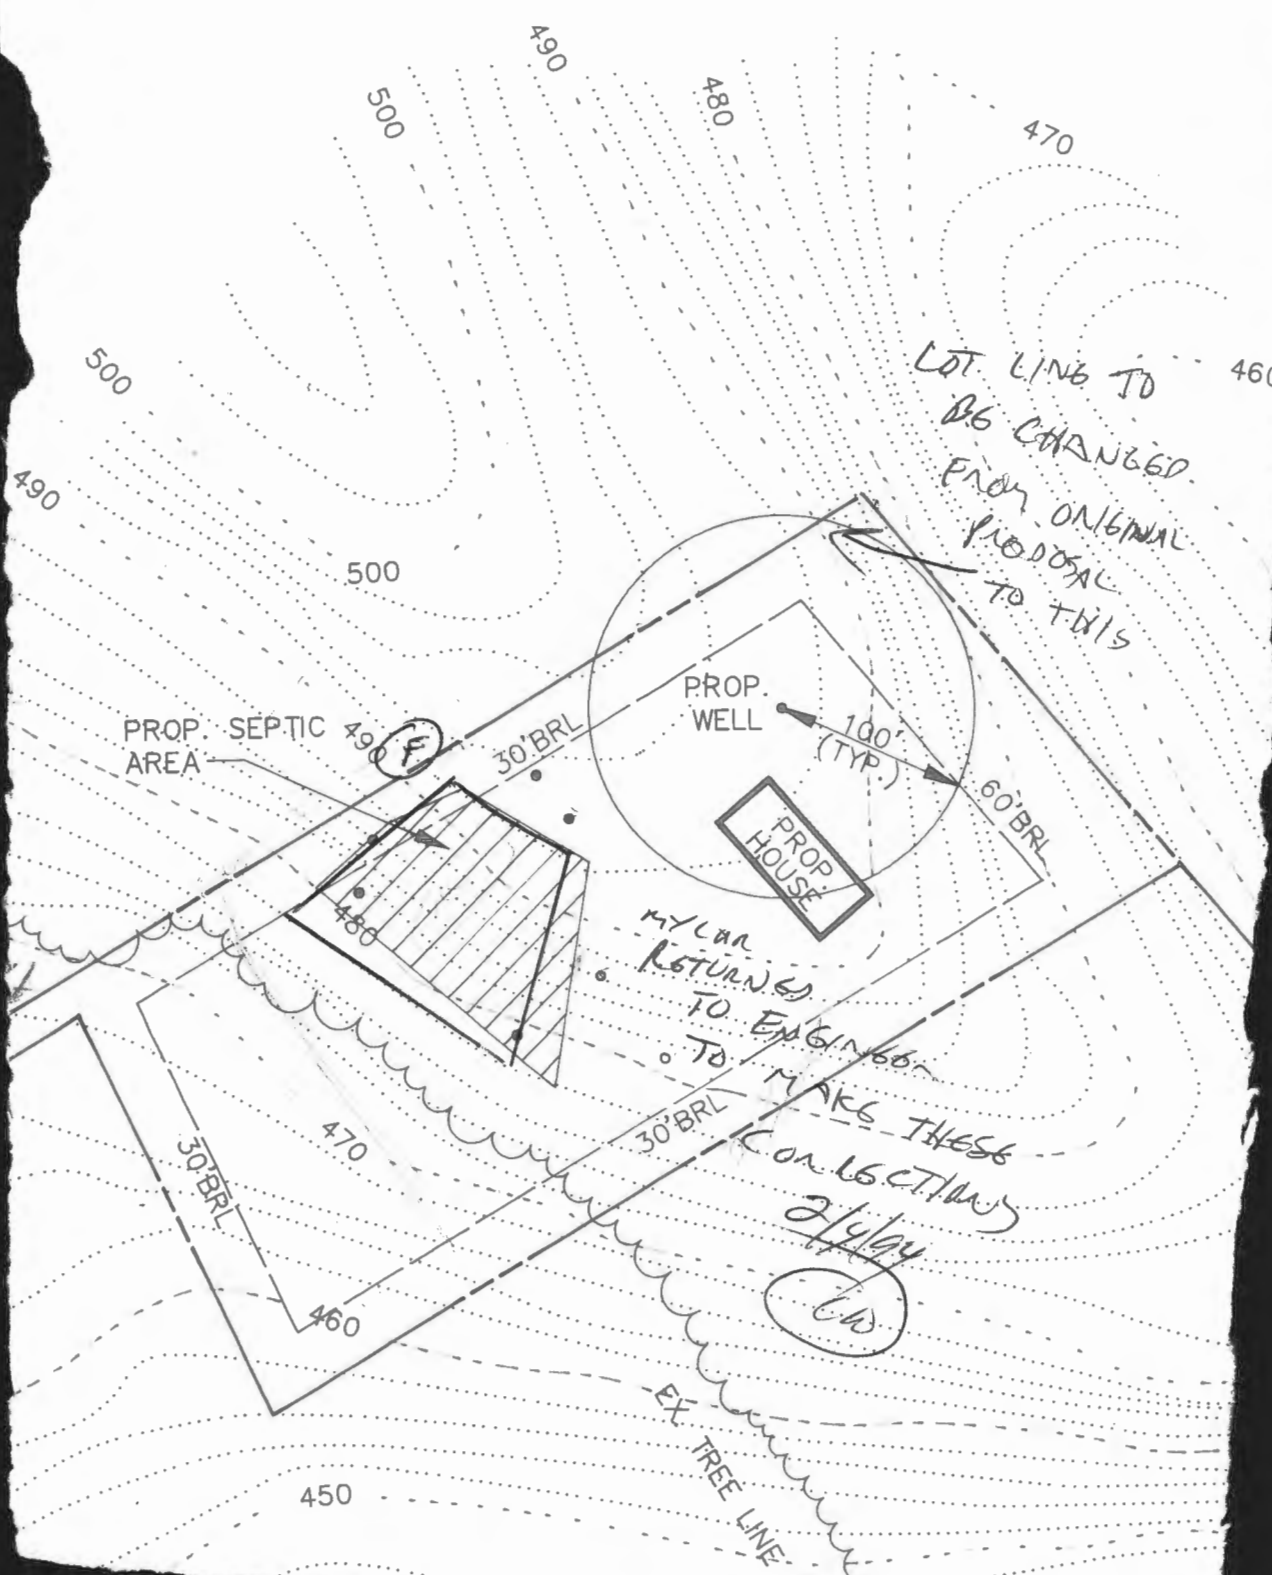 490
500
480
470
500
460
LOT LINE TO
BE CHANGED
FROM ORIGINAL
PROPOSAL
TO THIS
490
500
PROP. SEPTIC
AREA
490
F
30'BRL
PROP.
WELL
100'
(TYP.)
60'BRL
PROP
HOUSE
480
MYLAR
RETURNED
TO ENGINEER
TO MAKE THESE
CORRECTIONS
2/4/94
CW
30'BRL
470
30'BRL
460
EX. TREE LINE
450